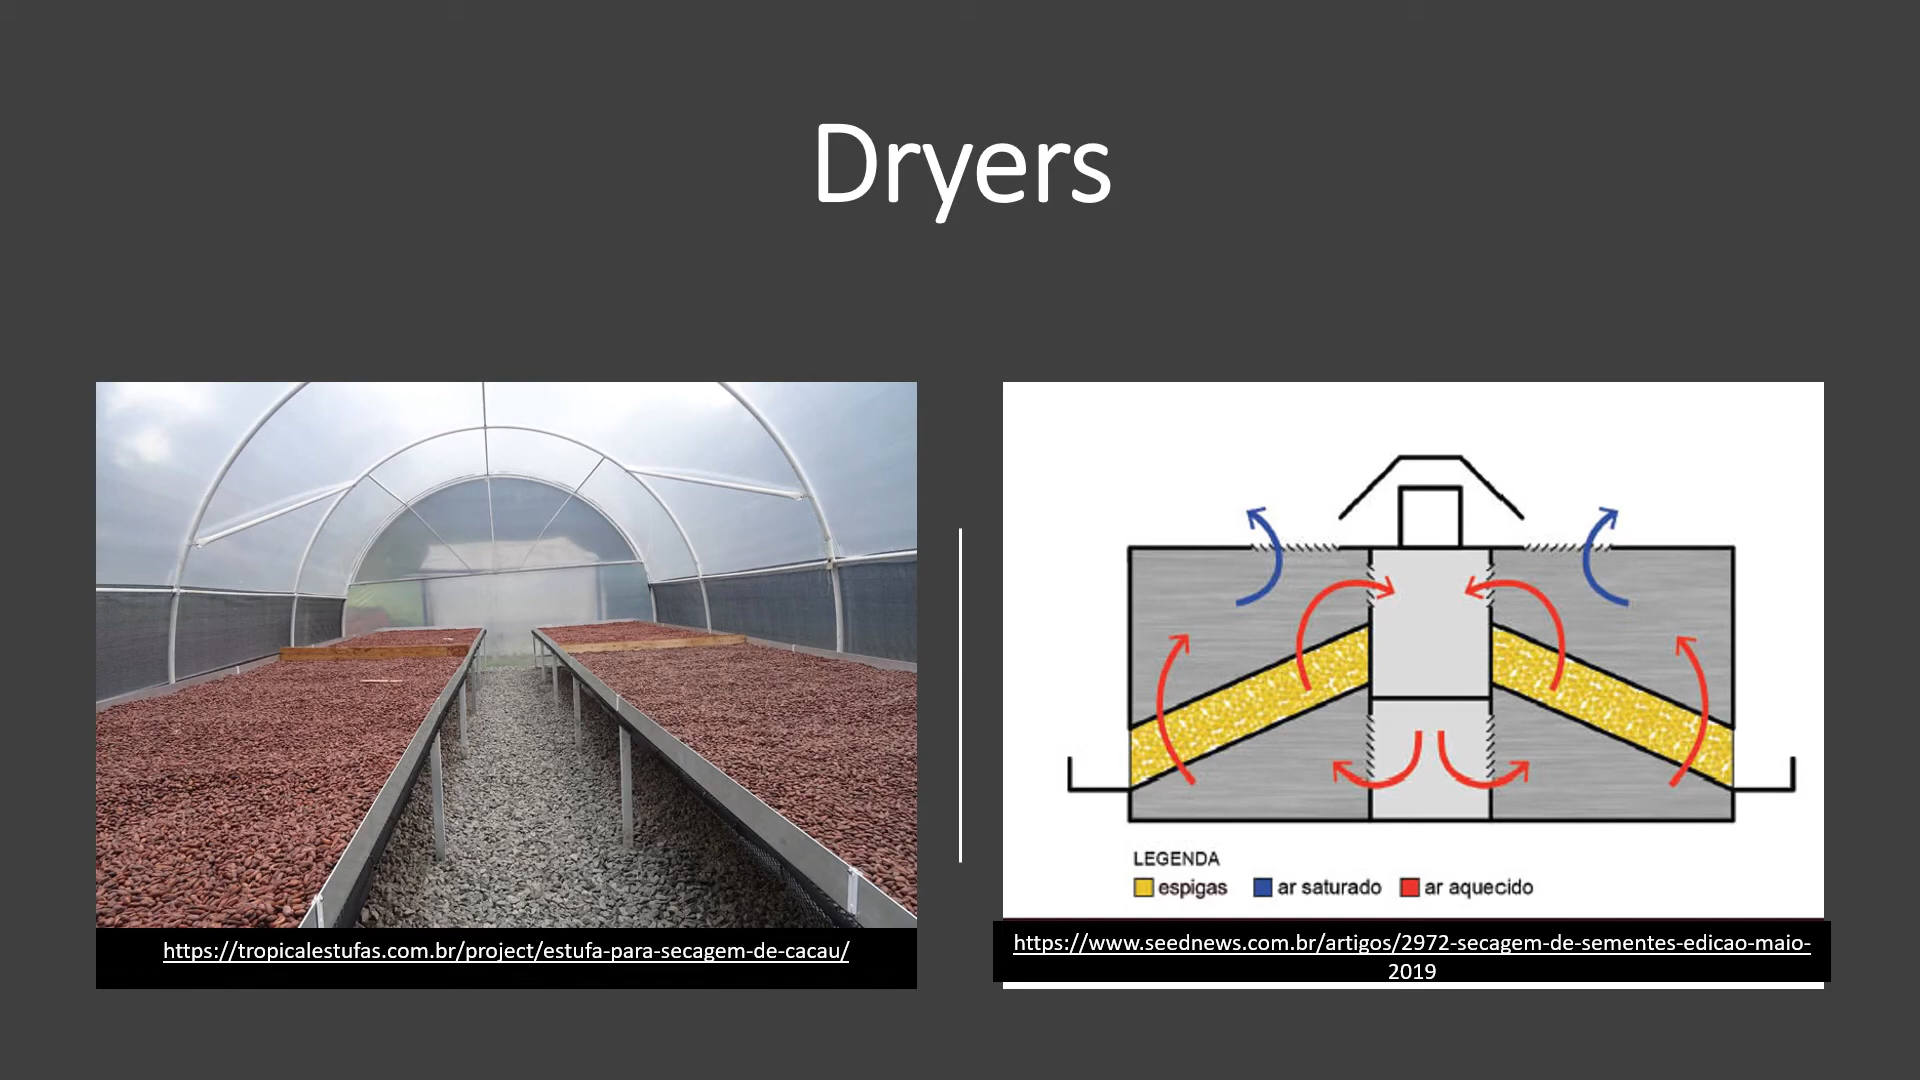 Dryers
https://tropicalestufas.com.br/project/estufa-para-secagem-de-cacau/
LEGENDA
espigas ar saturado ar aquecido
https://www.seednews.com.br/artigos/2972-secagem-de-sementes-edicao-maio-
2019